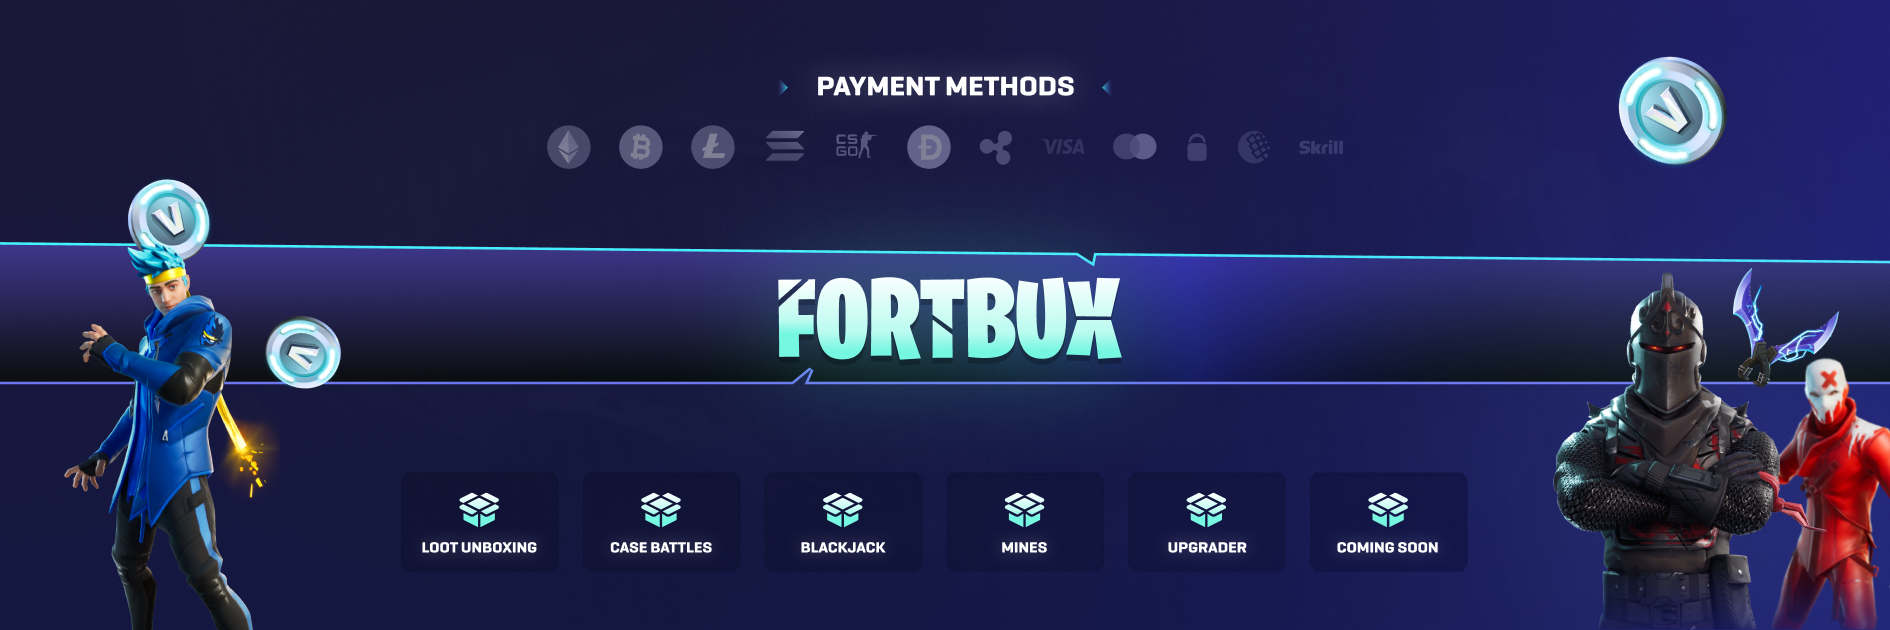 PAYMENT METHODS
CS GO VISA Skrill
FORTBUX
LOOT UNBOXING
CASE BATTLES
BLACKJACK
MINES
UPGRADER
COMING SOON